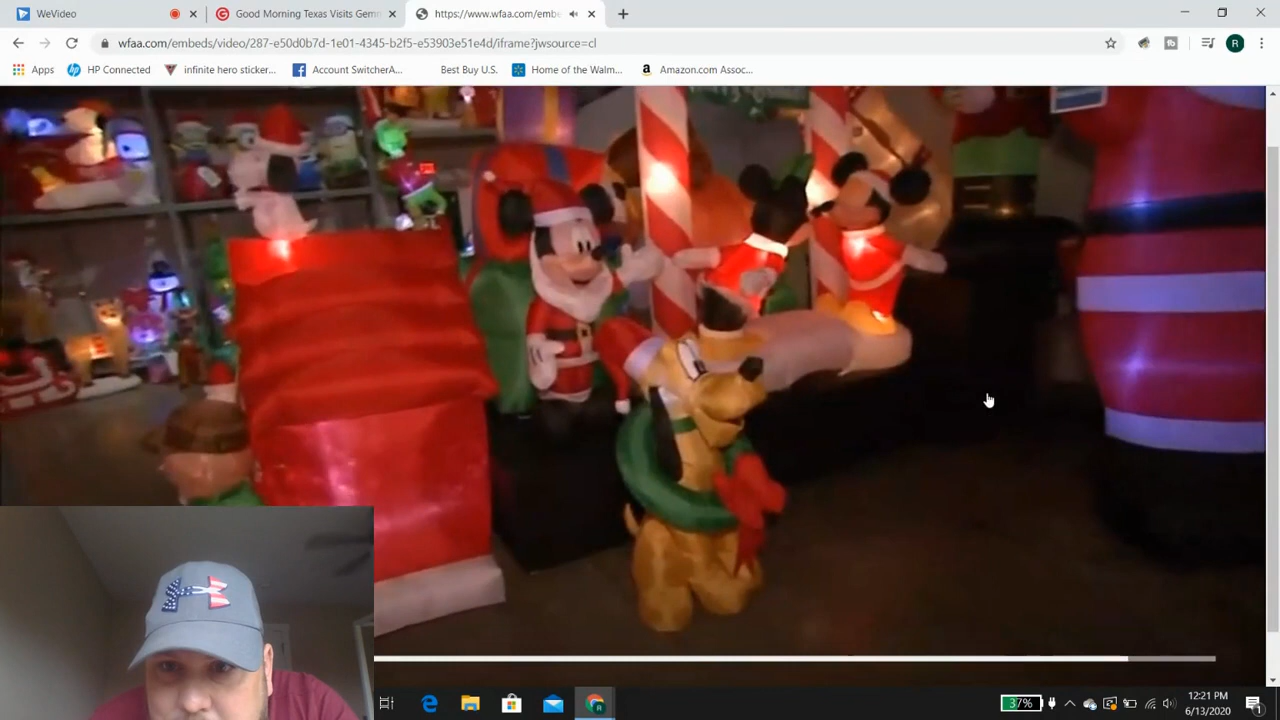 WeVideo
Good Morning Texas Visits Gemm
https://www.wfaa.com/embe
wfaa.com/embeds/video/287-e50d0b7d-1e01-4345-b2f5-e53903e51e4d/iframe?jwsource=cl
R
Apps
HP Connected
infinite hero sticker...
Account SwitcherA...
Best Buy U.S.
Home of the Walm...
Amazon.com Assoc...
37%
12:21 PM
6/13/2020